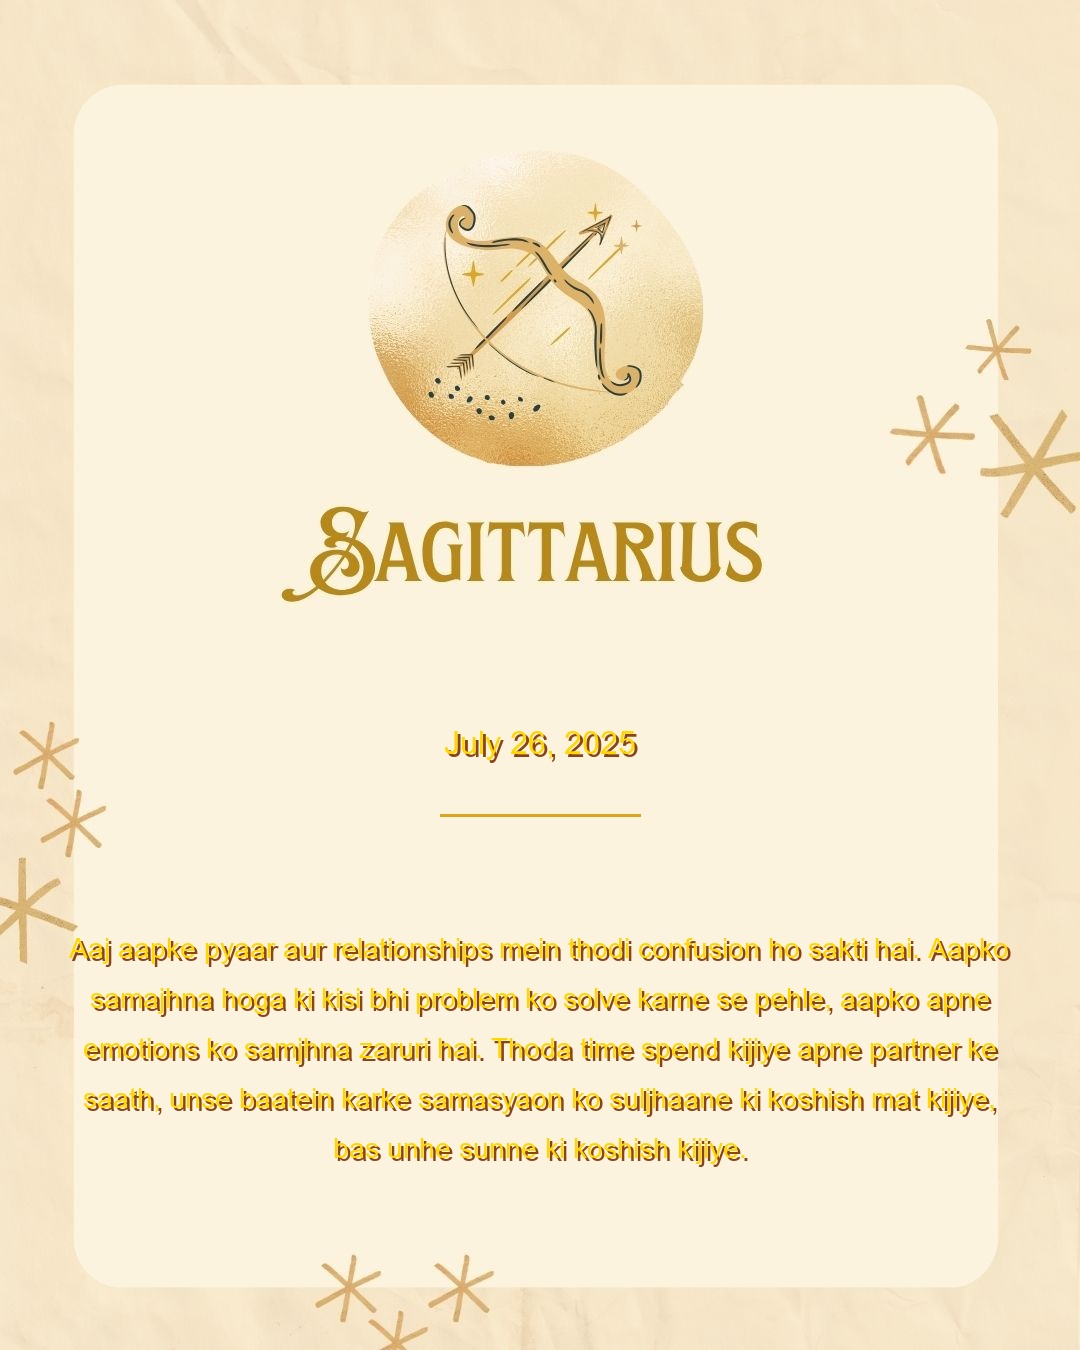 Sagittarius
July 26, 2025
Aaj aapke pyaar aur relationships mein thodi confusion ho sakti hai. Aapko
samajhna hoga ki kisi bhi problem ko solve karne se pehle, aapko apne
emotions ko samjhna zaruri hai. Thoda time spend kijiye apne partner ke
saath, unse baatein karke samasyaon ko suljhaane ki koshish mat kijiye,
bas unhe sunne ki koshish kijiye.